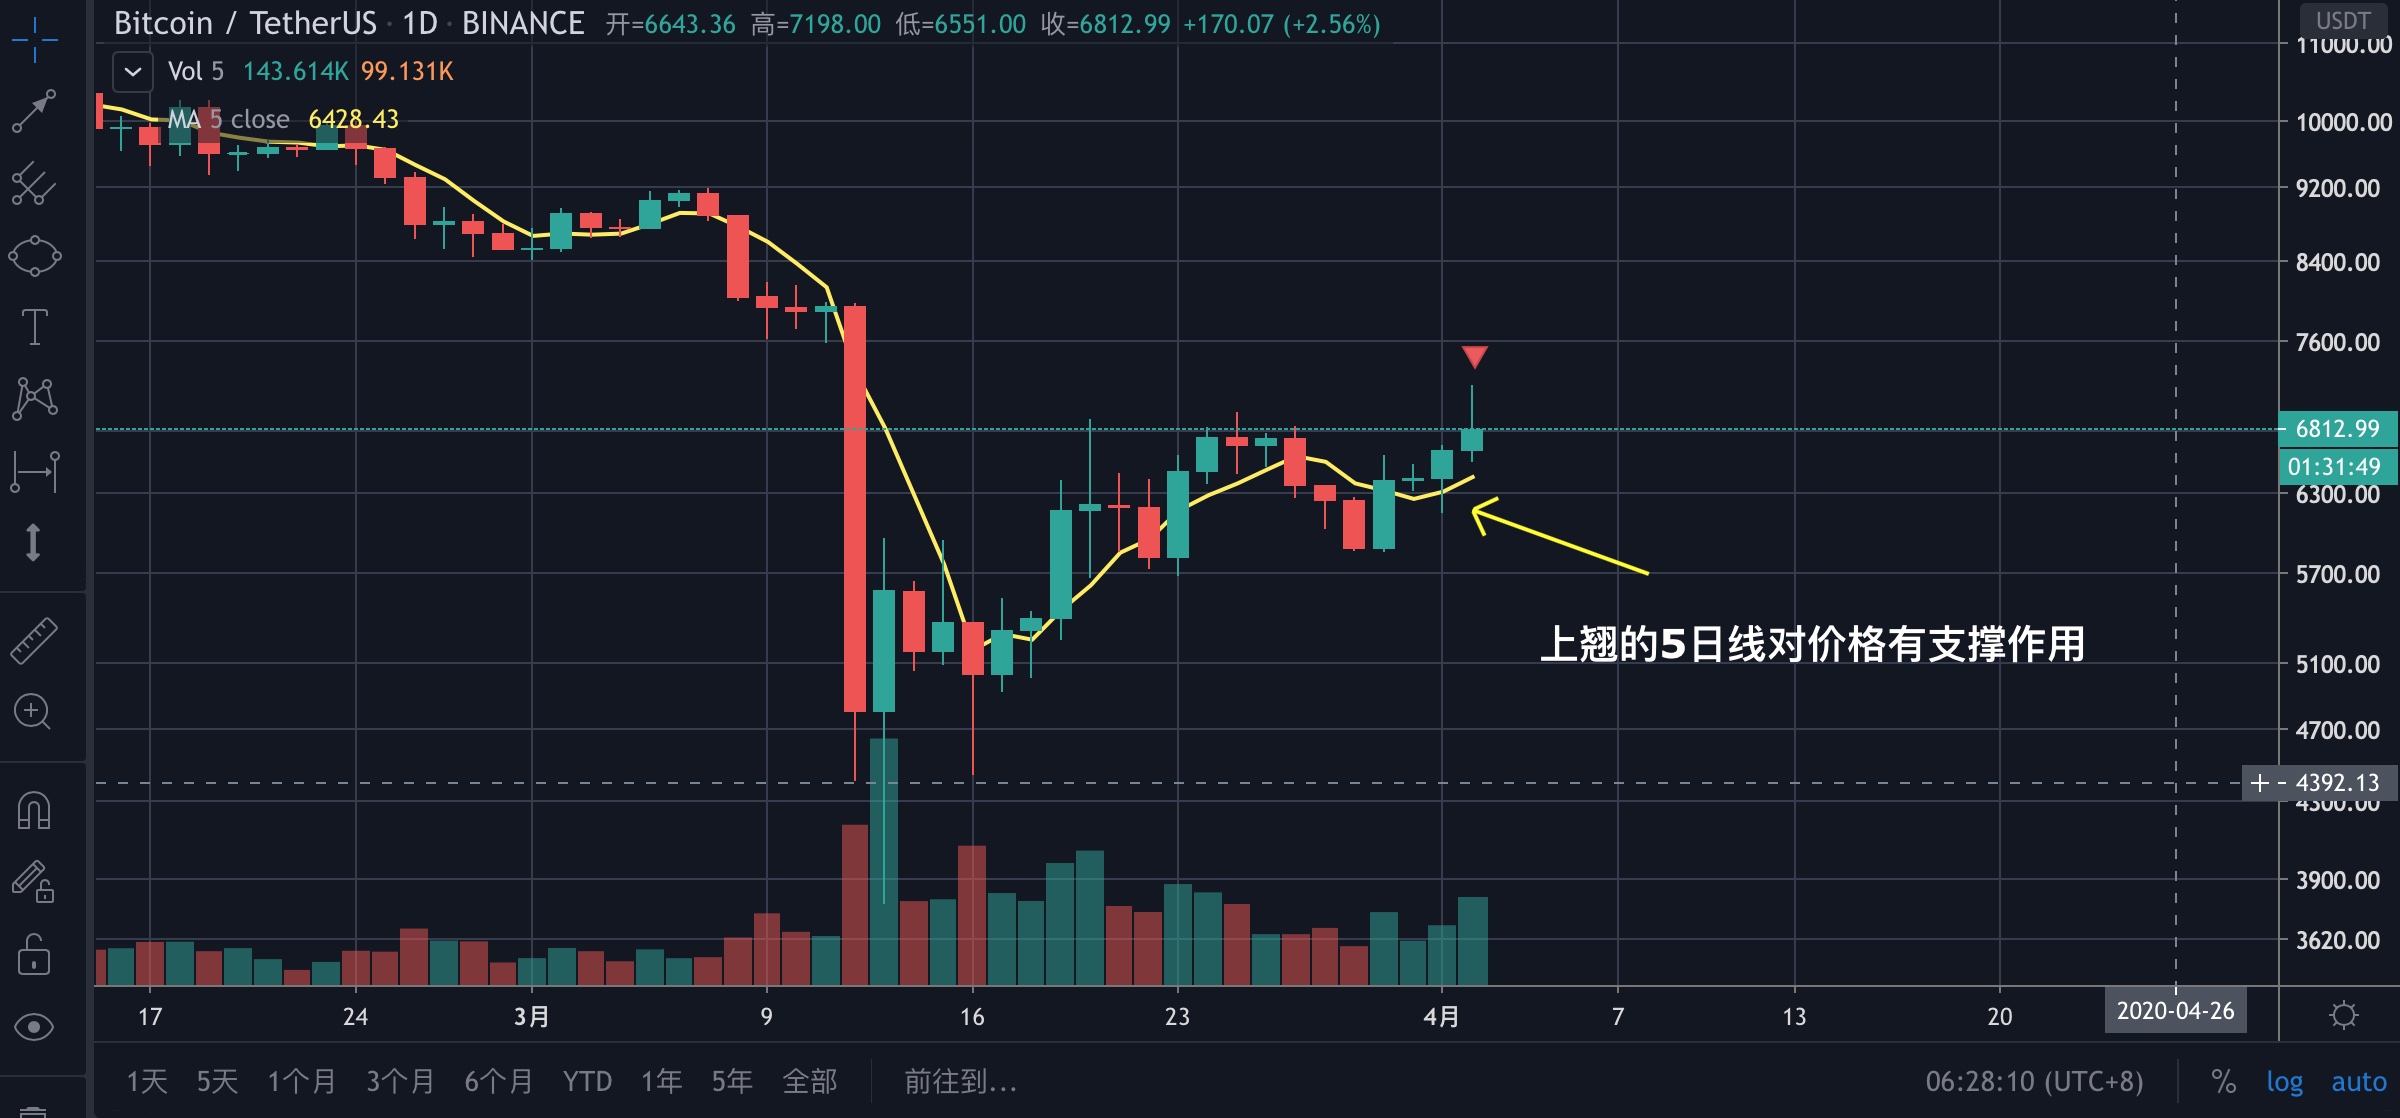 Bitcoin / TetherUS · 1D · BINANCE 开=6643.36 高=7198.00 低=6551.00 收=6812.99 +170.07 (+2.56%)
USDT
11000.00
Vol 5 143.614K 99.131K
MA 5 close 6428.43
10000.00
9200.00
8400.00
7600.00
6812.99
01:31:49
6300.00
5700.00
上翘的5日线对价格有支撑作用
5100.00
4700.00
4392.13
4300.00
3900.00
3620.00
17 24 3月 9 16 23 4月 7 13 20 2020-04-26
1天 5天 1个月 3个月 6个月 YTD 1年 5年 全部 前往到... 06:28:10 (UTC+8) % log auto